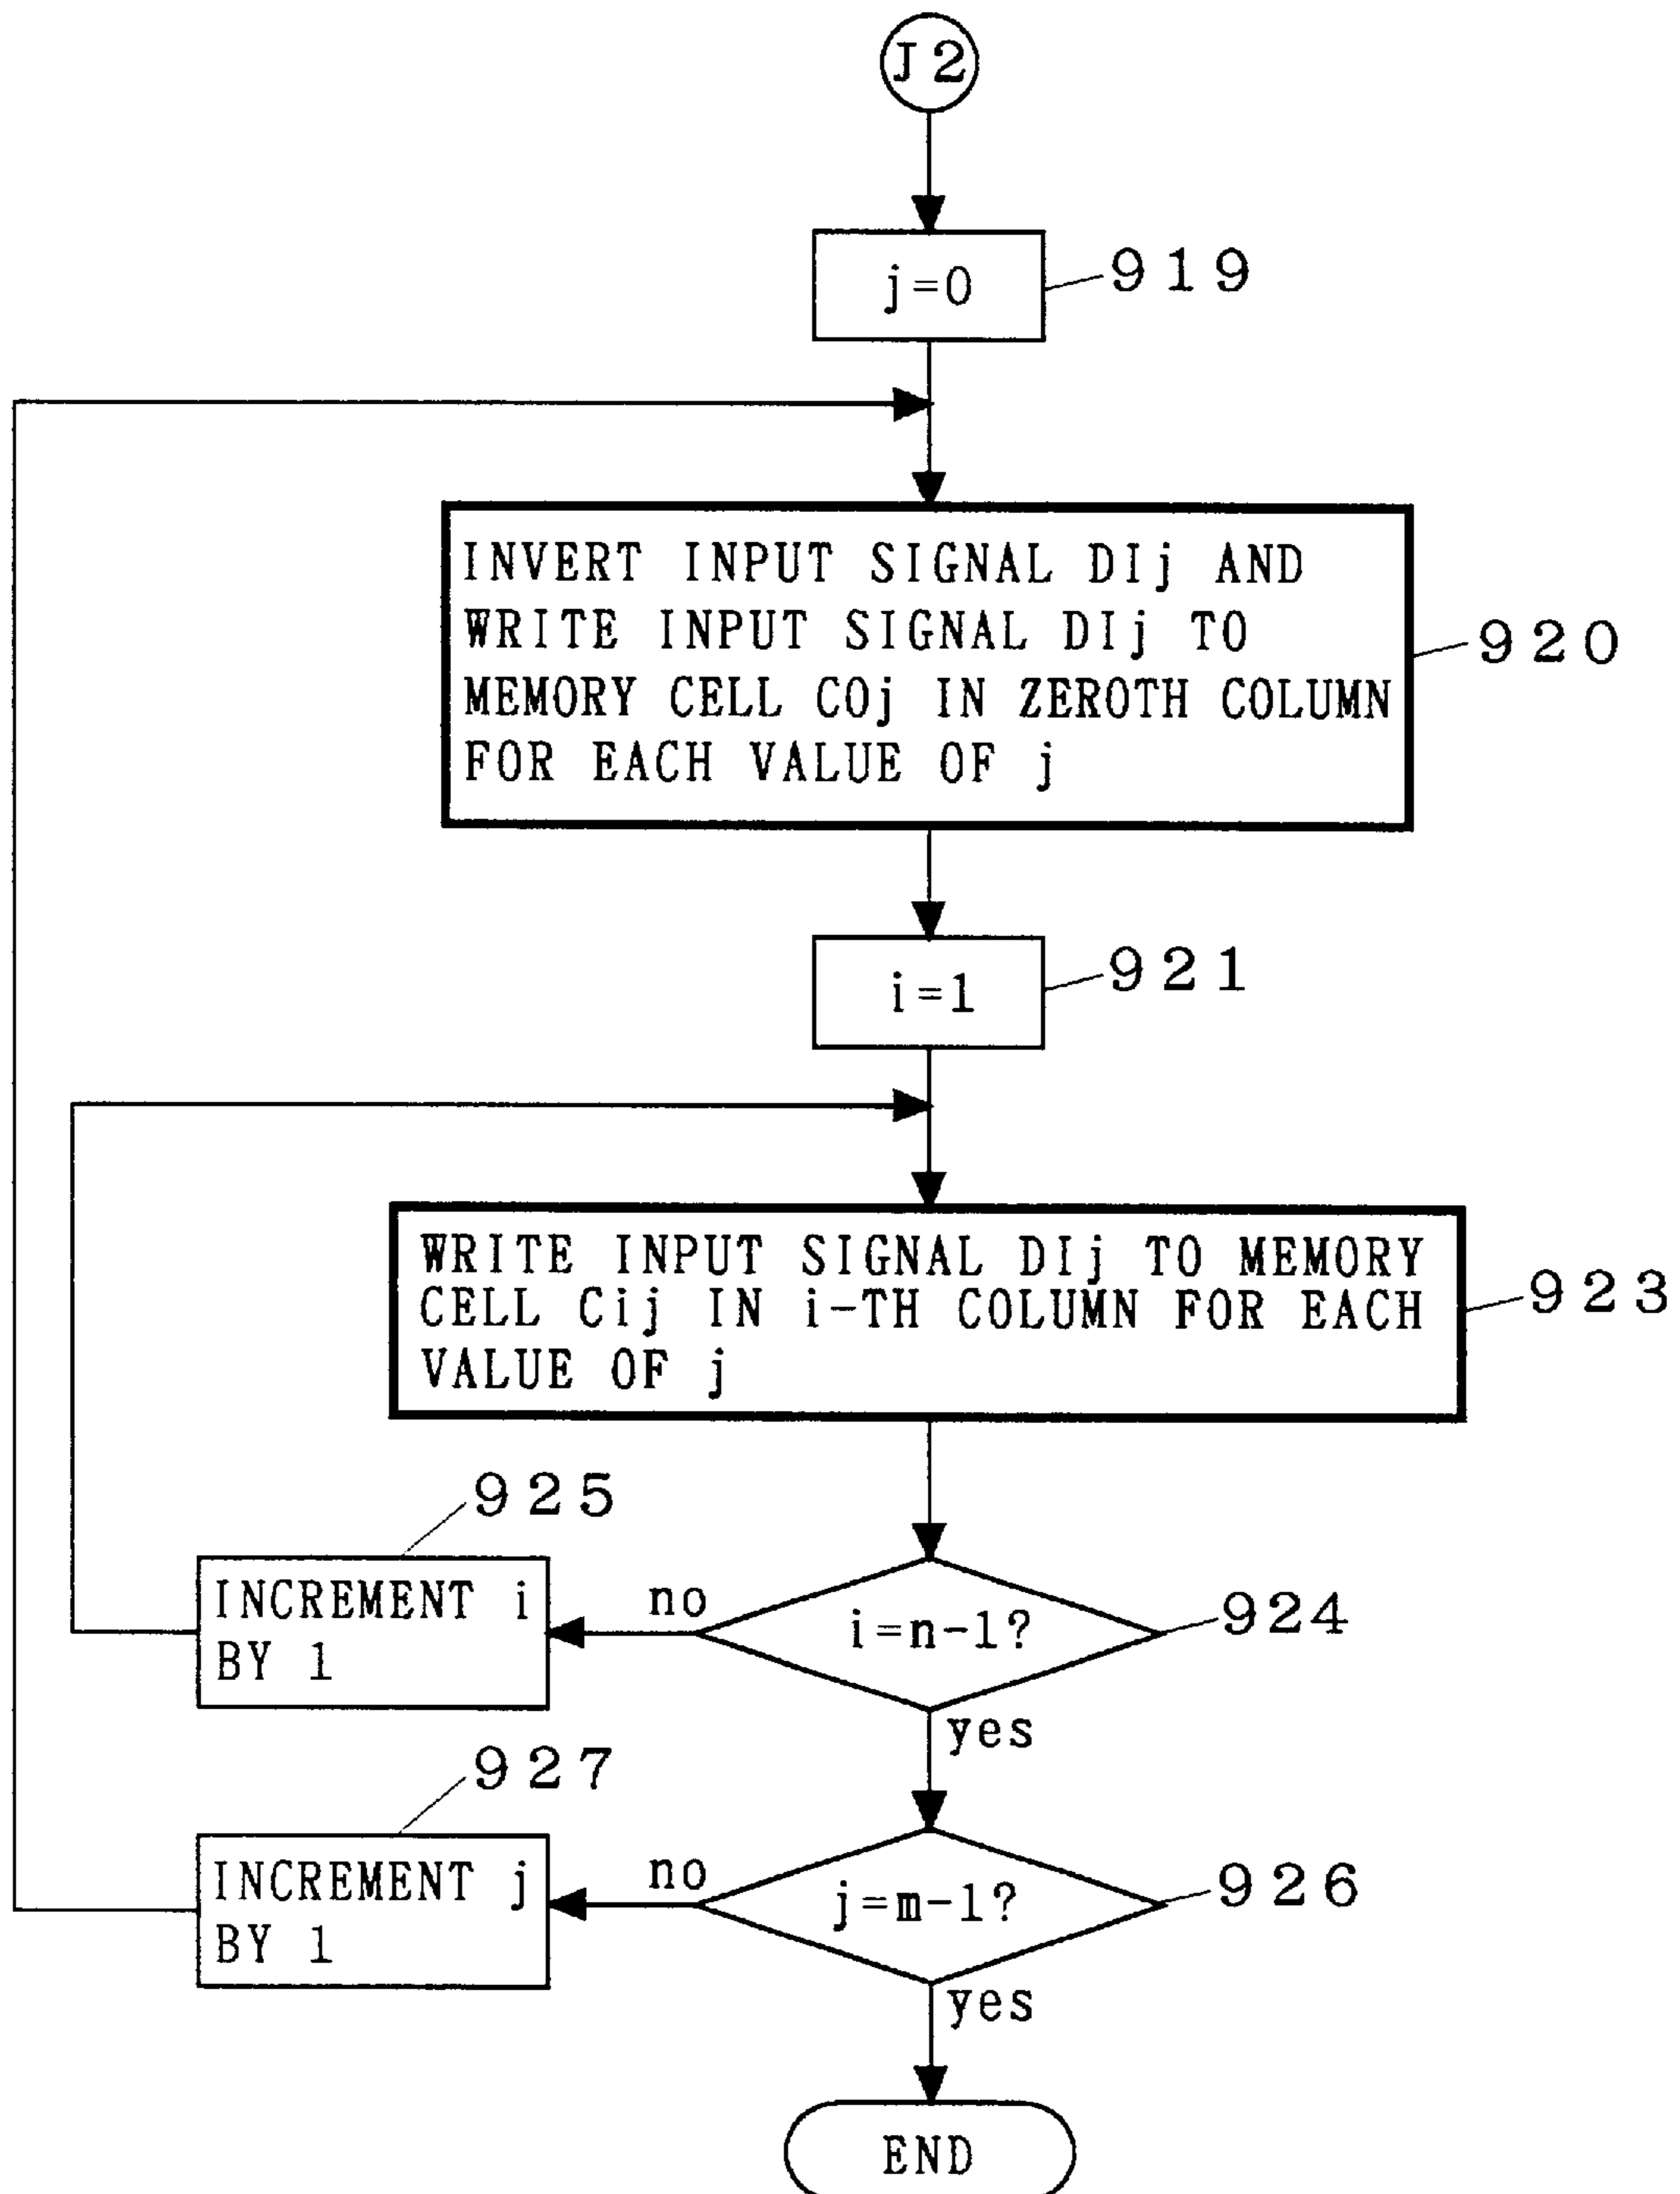 J2
j=0
919
INVERT INPUT SIGNAL DIj AND
WRITE INPUT SIGNAL DIj TO
MEMORY CELL C0j IN ZEROTH COLUMN
FOR EACH VALUE OF j
920
i=1
921
WRITE INPUT SIGNAL DIj TO MEMORY
CELL Cij IN i-TH COLUMN FOR EACH
VALUE OF j
923
925
INCREMENT i
BY 1
no
i=n-1?
924
yes
927
INCREMENT j
BY 1
no
j=m-1?
926
yes
END